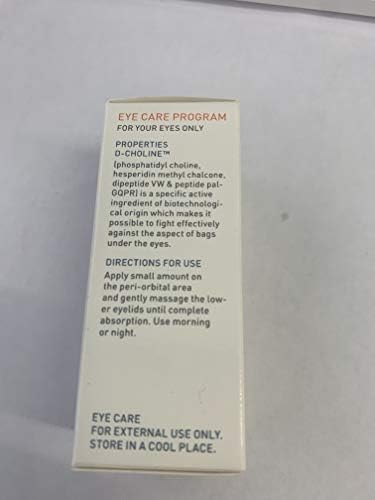 EYE CARE PROGRAM
FOR YOUR EYES ONLY
PROPERTIES
D-CHOLINE™
(phosphatidyl choline,
hesperidin methyl chalcone,
dipeptide VW & peptide pal-
GQPR) is a specific active
ingredient of biotechnologi-
cal origin which makes it
possible to fight effectively
against the aspect of bags
under the eyes.
DIRECTIONS FOR USE
Apply small amount on
the peri-orbital area
and gently massage the low-
er eyelids until complete
absorption. Use morning
or night.
EYE CARE
FOR EXTERNAL USE ONLY.
STORE IN A COOL PLACE.